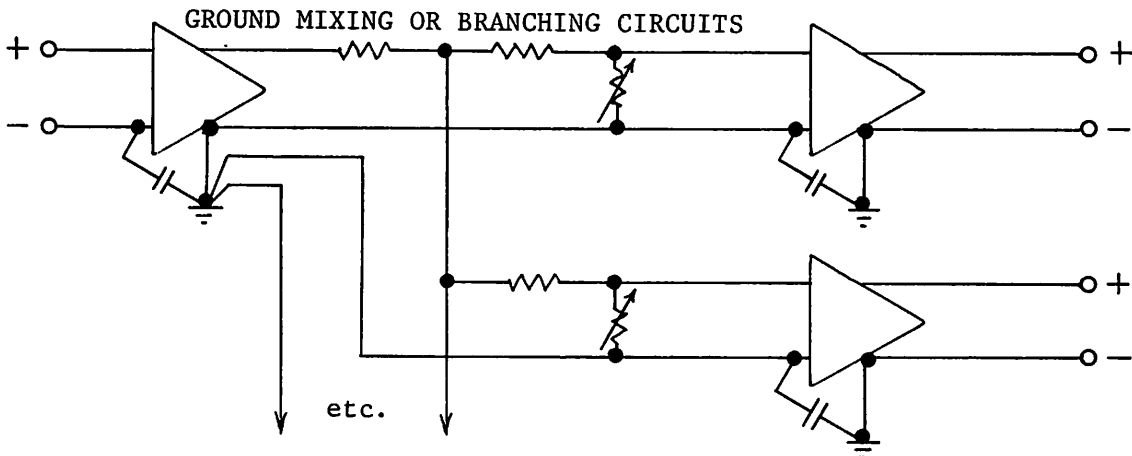 GROUND MIXING OR BRANCHING CIRCUITS
+ +
− −
+
−
etc.